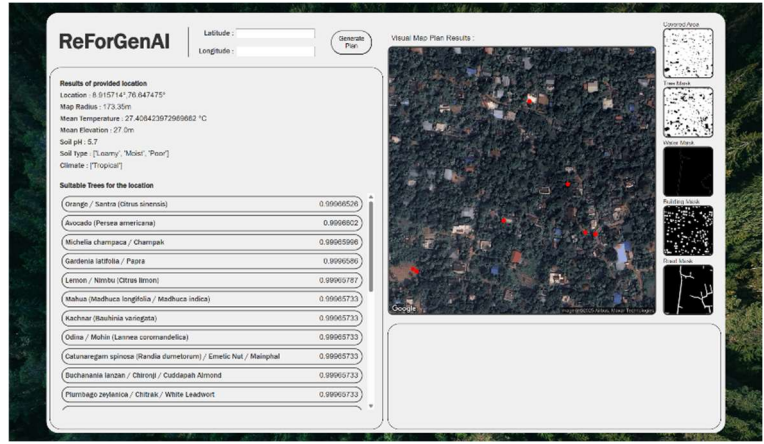 ReForGenAI
Latitude :
Longitude :
Generate
Plan
Results of provided location
Location : 8.915714°,76.647475°
Map Radius : 173.35m
Mean Temperature : 27.406423972969662 °C
Mean Elevation : 27.0m
Soil pH : 5.7
Soil Type : ['Loamy', 'Moist', 'Poor']
Climate : ['Tropical']
Suitable Trees for the location
Orange / Santra (Citrus sinensis) 0.99966526
Avocado (Persea americana) 0.9996602
Michelia champaca / Champak 0.99965996
Gardenia latifolia / Papra 0.9996586
Lemon / Nimbu (Citrus limon) 0.99965787
Mahua (Madhuca longifolia / Madhuca indica) 0.99965733
Kachnar (Bauhinia variegata) 0.99965733
Odina / Mohin (Lannea coromandelica) 0.99965733
Catunaregam spinosa (Randia dumetorum) / Emetic Nut / Mainphal 0.99965733
Buchanania lanzan / Chironji / Cuddapah Almond 0.99965733
Plumbago zeylanica / Chitrak / White Leadwort 0.99965733
Visual Map Plan Results :
Google
Covered Area
Tree Mask
Water Mask
Building Mask
Road Mask